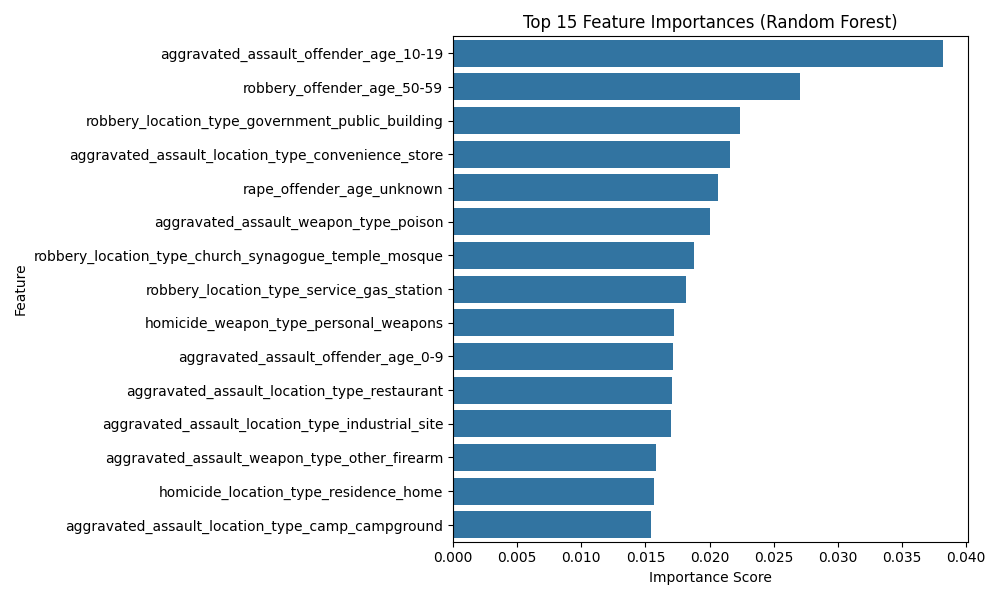 Top 15 Feature Importances (Random Forest)
aggravated_assault_offender_age_10-19
robbery_offender_age_50-59
robbery_location_type_government_public_building
aggravated_assault_location_type_convenience_store
rape_offender_age_unknown
aggravated_assault_weapon_type_poison
robbery_location_type_church_synagogue_temple_mosque
robbery_location_type_service_gas_station
homicide_weapon_type_personal_weapons
aggravated_assault_offender_age_0-9
aggravated_assault_location_type_restaurant
aggravated_assault_location_type_industrial_site
aggravated_assault_weapon_type_other_firearm
homicide_location_type_residence_home
aggravated_assault_location_type_camp_campground
Feature
0.000 0.005 0.010 0.015 0.020 0.025 0.030 0.035 0.040
Importance Score